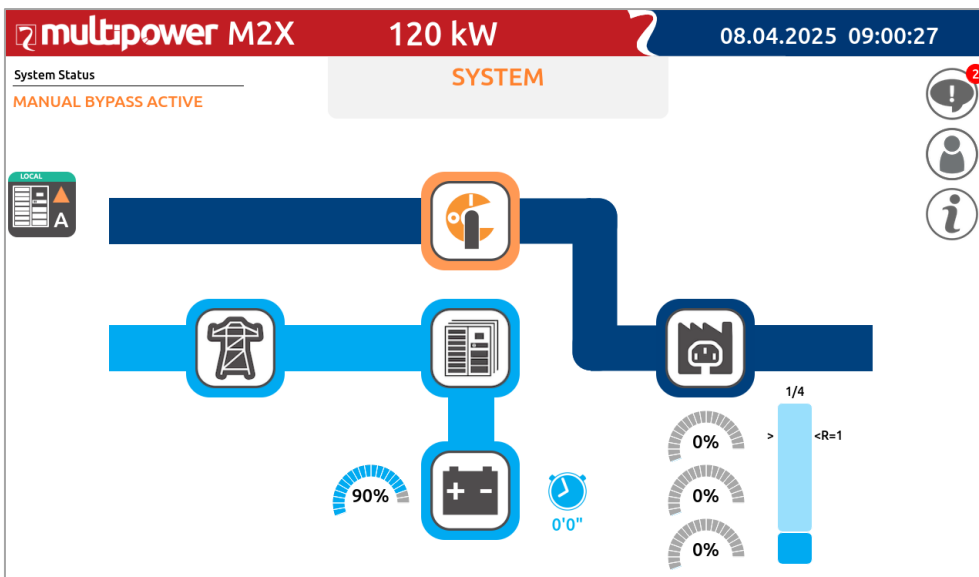 multipower M2X 120 kW 08.04.2025 09:00:27
System Status
SYSTEM
MANUAL BYPASS ACTIVE
2
LOCAL
A
1/4
0%
> <R=1
90%
0'0"
0%
0%